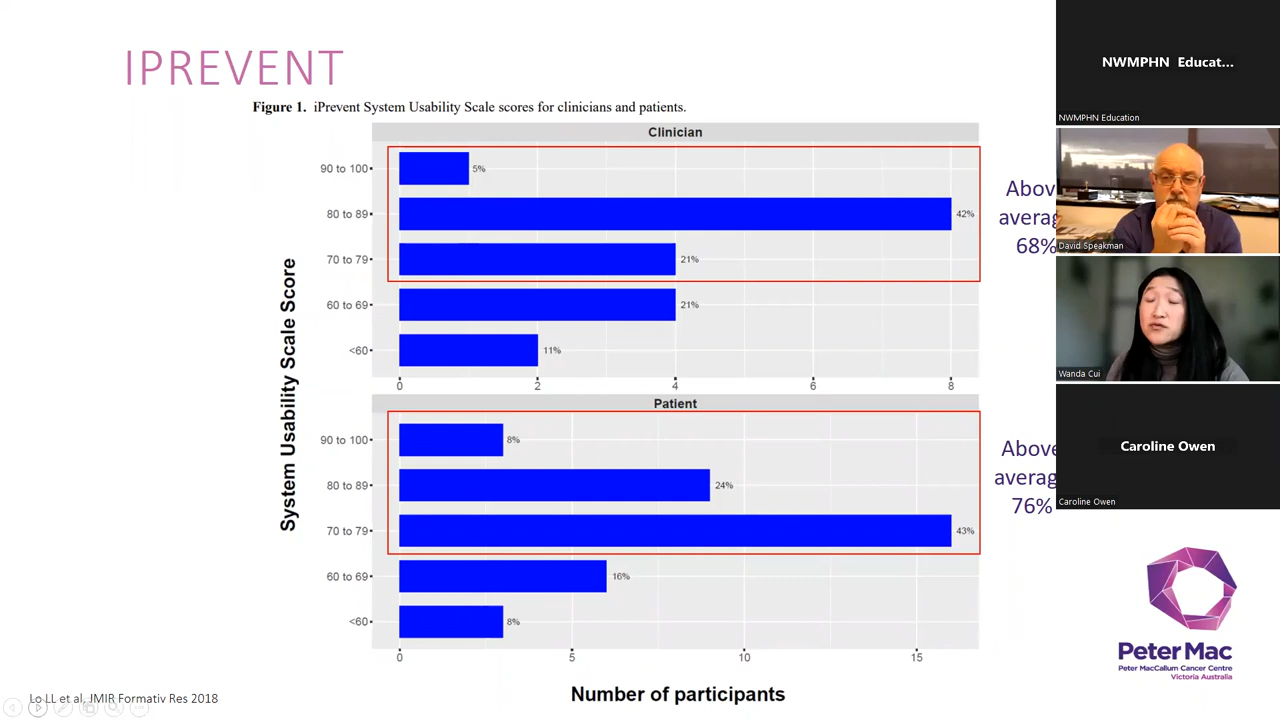 IPREVENT
Figure 1. iPrevent System Usability Scale scores for clinicians and patients.
System Usability Scale Score
Clinician
90 to 100
5%
80 to 89
42%
70 to 79
21%
60 to 69
21%
<60
11%
0 2 4 6 8
Patient
90 to 100
8%
80 to 89
24%
70 to 79
43%
60 to 69
16%
<60
8%
0 5 10 15
Number of participants
Abov
averag
68%
Above
averag
76%
Lo LL et al, JMIR Formativ Res 2018
NWMPHN Educat...
NWMPHN Education
David Speakman
Wanda Cui
Caroline Owen
Caroline Owen
Peter Mac
Peter MacCallum Cancer Centre
Victoria Australia